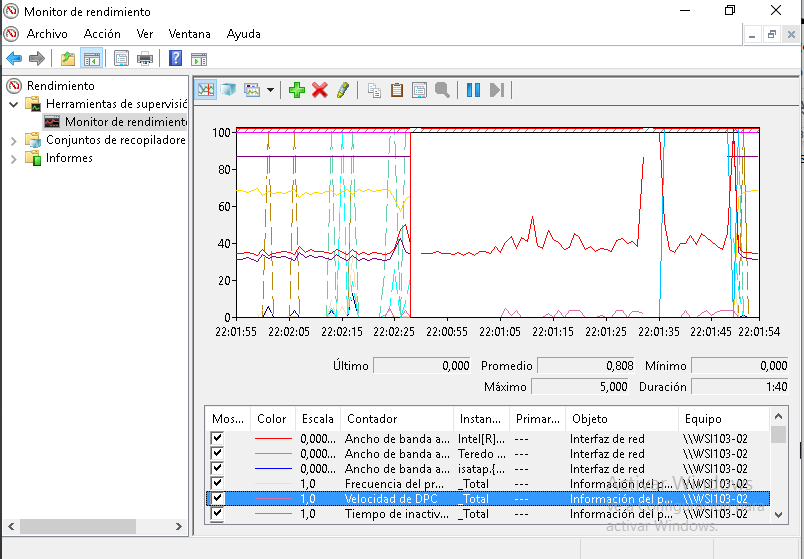 Monitor de rendimiento
Archivo Acción Ver Ventana Ayuda
Rendimiento
Herramientas de supervisió
Monitor de rendimiento
Conjuntos de recopiladore
Informes
100
80
60
40
20
0
22:01:55 22:02:05 22:02:15 22:02:25 22:00:55 22:01:05 22:01:15 22:01:25 22:01:35 22:01:45 22:01:54
Último 0,000 Promedio 0,808 Mínimo 0,000
Máximo 5,000 Duración 1:40
Mos... Color Escala Contador Instan... Primar... Objeto Equipo
0,000... Ancho de banda a... Intel[R]... --- Interfaz de red \\WSI103-02
0,000... Ancho de banda a... Teredo ... --- Interfaz de red \\WSI103-02
0,000... Ancho de banda a... isatap.{... --- Interfaz de red \\WSI103-02
1,0 Frecuencia del pr... _Total --- Información del p... \\WSI103-02
1,0 Velocidad de DPC _Total --- Información del p... \\WSI103-02
1,0 Tiempo de inactiv... _Total --- Información del p... \\WSI103-02
Activar Windows
activar Windows.